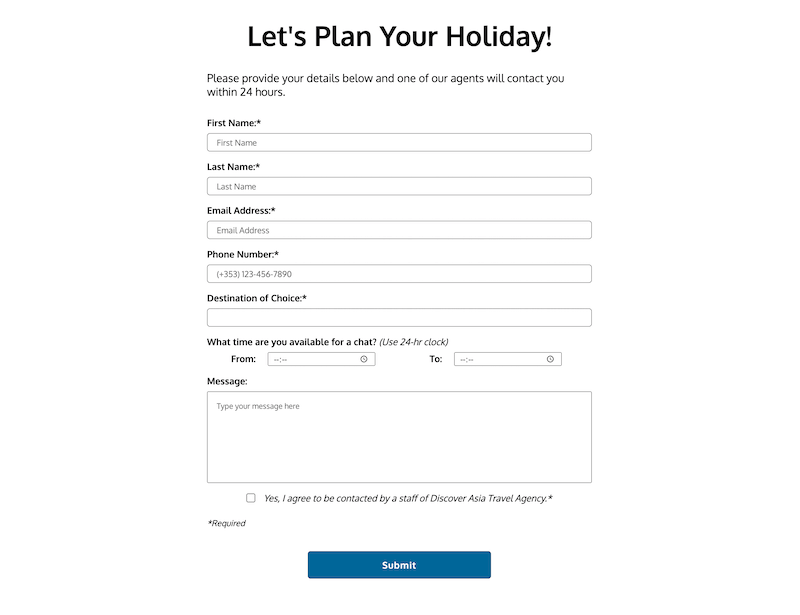 Let's Plan Your Holiday!
Please provide your details below and one of our agents will contact you
within 24 hours.
First Name:*
First Name
Last Name:*
Last Name
Email Address:*
Email Address
Phone Number:*
(+353) 123-456-7890
Destination of Choice:*
What time are you available for a chat? (Use 24-hr clock)
From: --:-- To: --:--
Message:
Type your message here
Yes, I agree to be contacted by a staff of Discover Asia Travel Agency.*
*Required
Submit